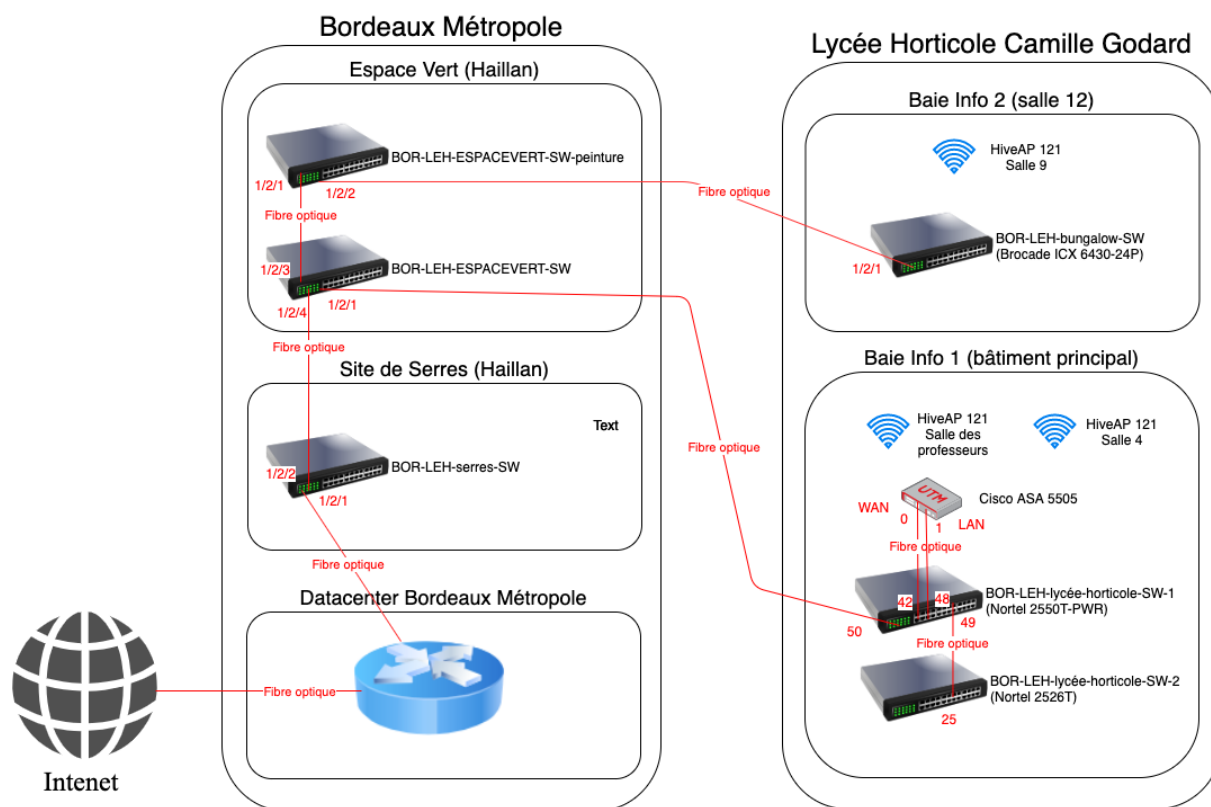 Bordeaux Métropole
Espace Vert (Haillan)
BOR-LEH-ESPACEVERT-SW-peinture
1/2/1
1/2/2
Fibre optique
1/2/3
BOR-LEH-ESPACEVERT-SW
1/2/4
1/2/1
Fibre optique
Site de Serres (Haillan)
Text
1/2/2
BOR-LEH-serres-SW
1/2/1
Fibre optique
Datacenter Bordeaux Métropole
Fibre optique
Intenet
Fibre optique
Fibre optique
Lycée Horticole Camille Godard
Baie Info 2 (salle 12)
HiveAP 121
Salle 9
BOR-LEH-bungalow-SW
(Brocade ICX 6430-24P)
1/2/1
Baie Info 1 (bâtiment principal)
HiveAP 121
Salle des
professeurs
HiveAP 121
Salle 4
UTM
Cisco ASA 5505
WAN
0
1
LAN
Fibre optique
42
48
BOR-LEH-lycée-horticole-SW-1
(Nortel 2550T-PWR)
50
49
Fibre optique
BOR-LEH-lycée-horticole-SW-2
(Nortel 2526T)
25